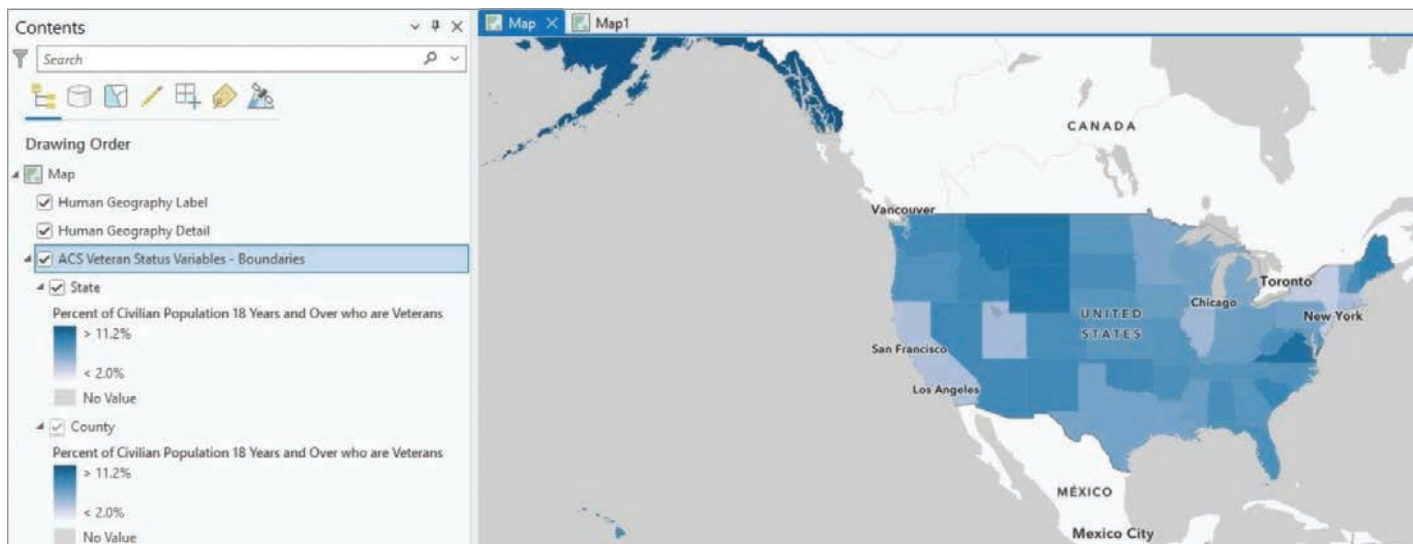 Contents
Search
Drawing Order
Map
Human Geography Label
Human Geography Detail
ACS Veteran Status Variables - Boundaries
State
Percent of Civilian Population 18 Years and Over who are Veterans
> 11.2%
< 2.0%
No Value
County
Percent of Civilian Population 18 Years and Over who are Veterans
> 11.2%
< 2.0%
No Value
Map
Map1
CANADA
Vancouver
Toronto
Chicago
UNITED
STATES
New York
San Francisco
Los Angeles
MÉXICO
Mexico City